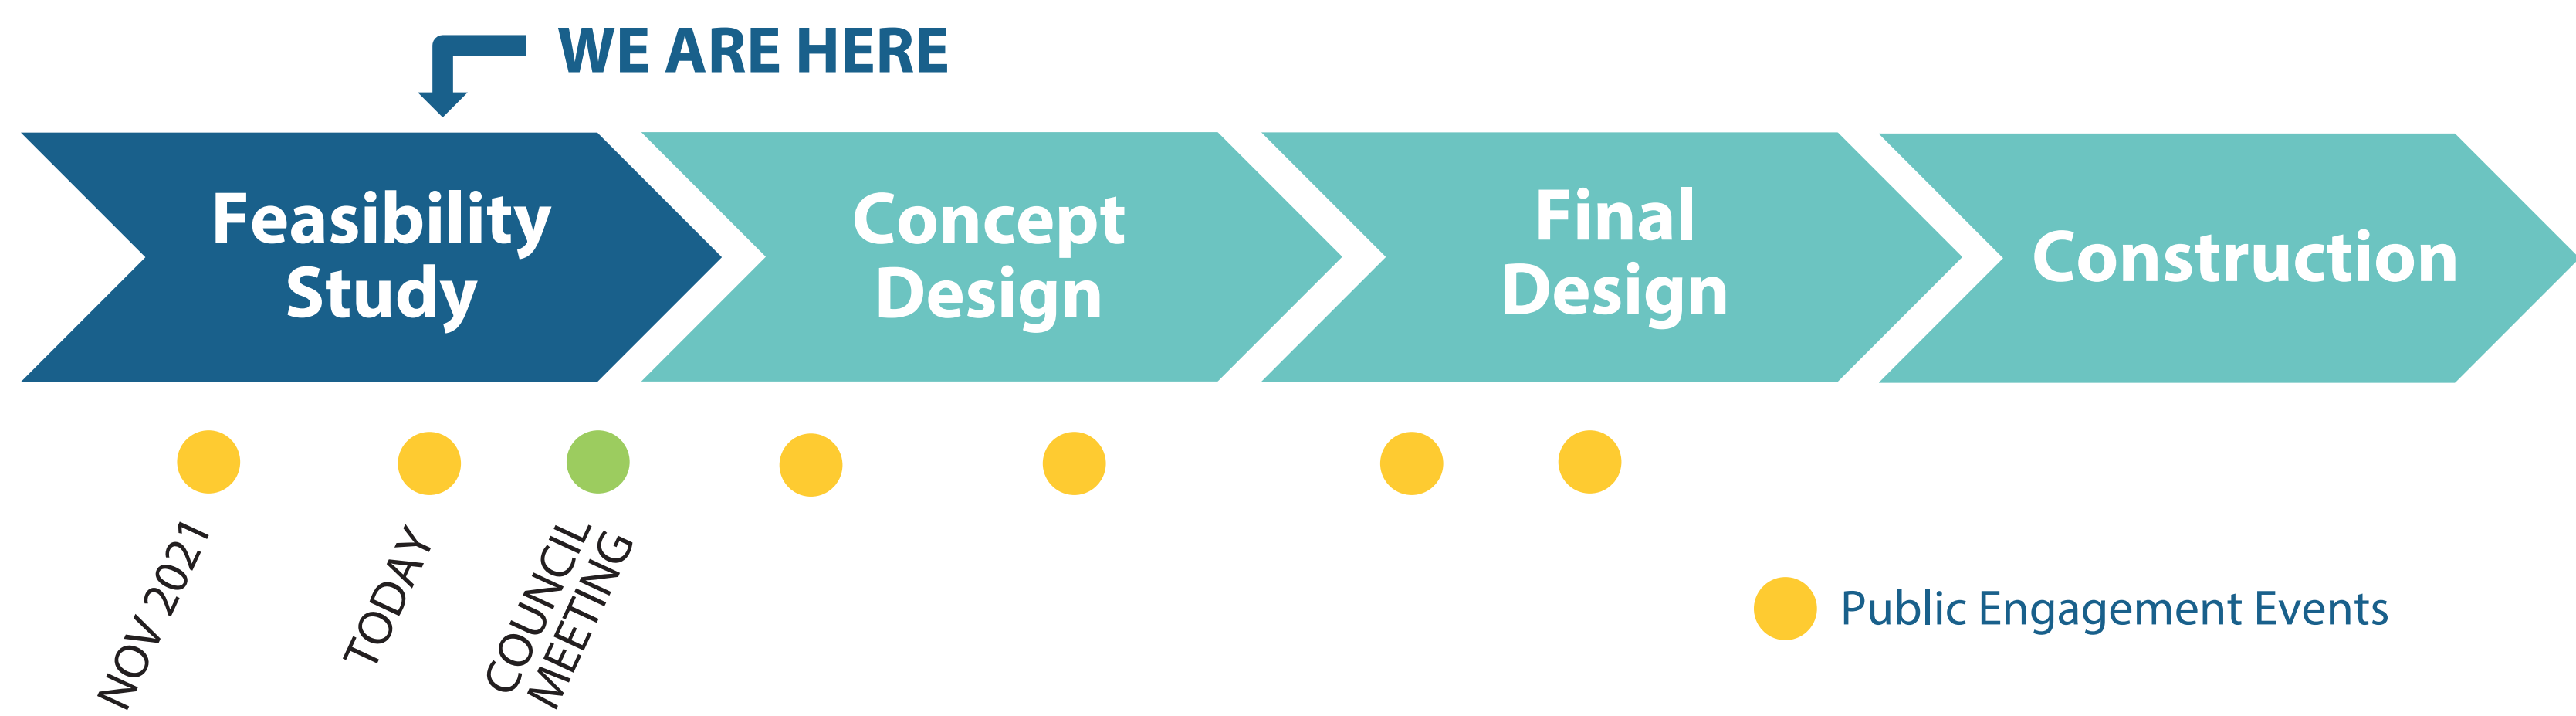 WE ARE HERE
Feasibility
Study
Concept
Design
Final
Design
Construction
NOV 2021
TODAY
COUNCIL
MEETING
Public Engagement Events